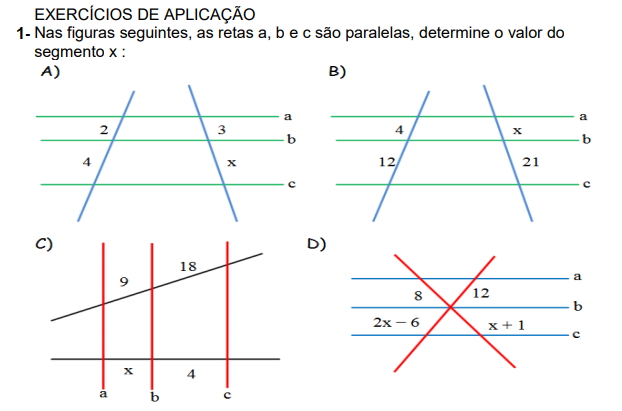 EXERCÍCIOS DE APLICAÇÃO
1- Nas figuras seguintes, as retas a, b e c são paralelas, determine o valor do
segmento x :
A) B)
a a
2 3 4 x
b b
4 x 12 21
c c
C) D)
18
9
a
8 12
b
2x – 6 x + 1
c
x 4
a b c